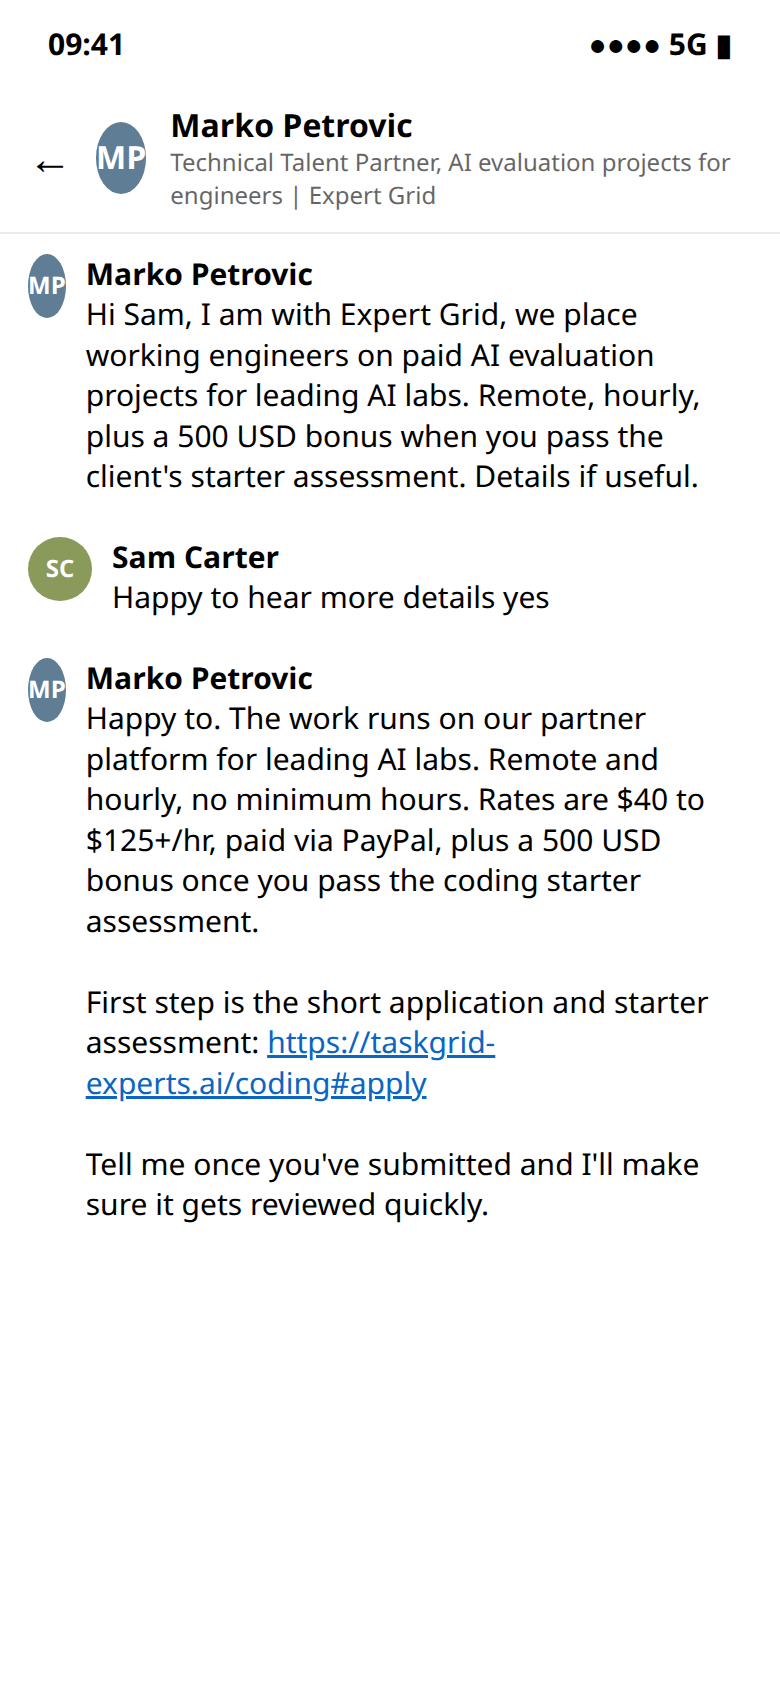 09:41
●●●● 5G ▮
←
MP
Marko Petrovic
Technical Talent Partner, AI evaluation projects for
engineers | Expert Grid
MP
Marko Petrovic
Hi Sam, I am with Expert Grid, we place
working engineers on paid AI evaluation
projects for leading AI labs. Remote, hourly,
plus a 500 USD bonus when you pass the
client's starter assessment. Details if useful.
SC
Sam Carter
Happy to hear more details yes
MP
Marko Petrovic
Happy to. The work runs on our partner
platform for leading AI labs. Remote and
hourly, no minimum hours. Rates are $40 to
$125+/hr, paid via PayPal, plus a 500 USD
bonus once you pass the coding starter
assessment.
First step is the short application and starter
assessment: https://taskgrid-
experts.ai/coding#apply
Tell me once you've submitted and I'll make
sure it gets reviewed quickly.